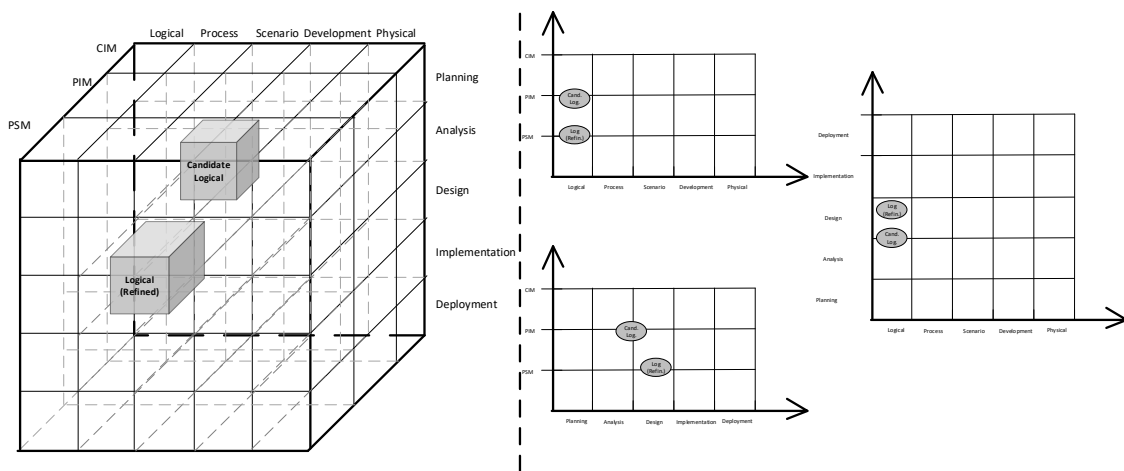 Logical Process Scenario Development Physical
CIM
PIM
PSM
Planning
Analysis
Design
Implementation
Deployment
Candidate
Logical
Logical
(Refined)
CIM
PIM
PSM
Cand.
Log.
Log
(Refin.)
Logical Process Scenario Development Physical
CIM
PIM
PSM
Cand.
Log.
Log
(Refin.)
Planning Analysis Design Implementation Deployment
Deployment
Implementation
Design
Analysis
Planning
Log
(Refin.)
Cand.
Log.
Logical Process Scenario Development Physical